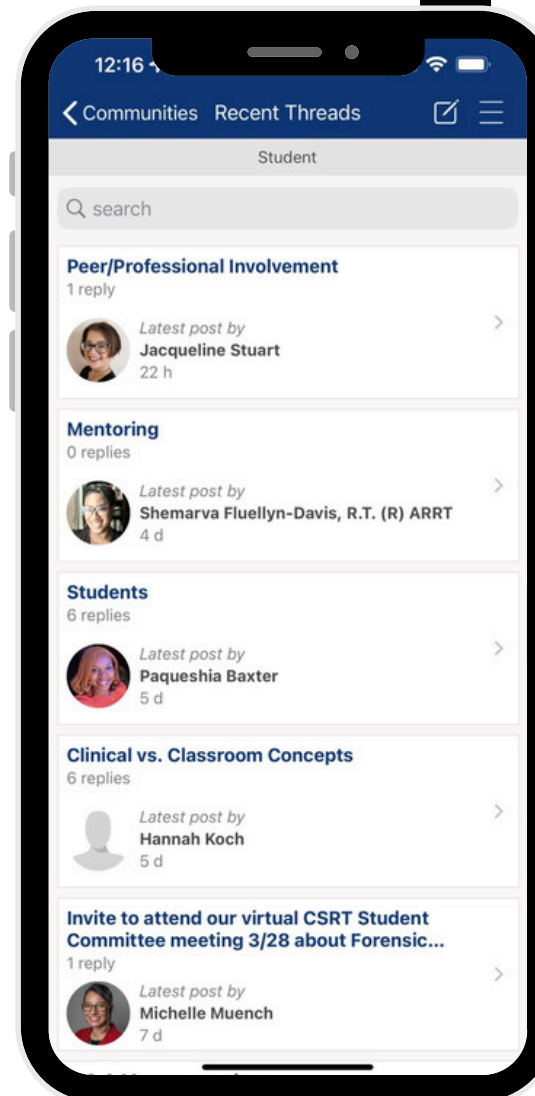 12:16
Communities Recent Threads
Student
search
Peer/Professional Involvement
1 reply
Latest post by
Jacqueline Stuart
22 h
Mentoring
0 replies
Latest post by
Shemarva Fluellyn-Davis, R.T. (R) ARRT
4 d
Students
6 replies
Latest post by
Paqueshia Baxter
5 d
Clinical vs. Classroom Concepts
6 replies
Latest post by
Hannah Koch
5 d
Invite to attend our virtual CSRT Student
Committee meeting 3/28 about Forensic...
1 reply
Latest post by
Michelle Muench
7 d